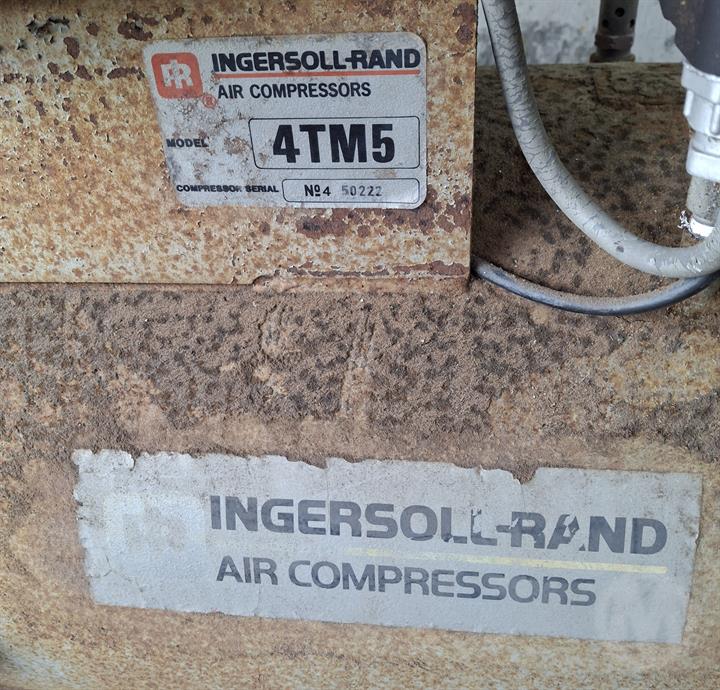 IR INGERSOLL-RAND
® AIR COMPRESSORS
MODEL 4TM5
COMPRESSOR SERIAL Nº4 50222
INGERSOLL-RAND
AIR COMPRESSORS